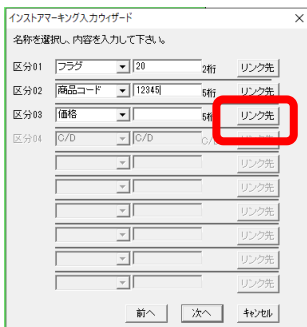 インストアマーキング入力ウィザード
名称を選択し、内容を入力して下さい。
区分01 フラグ 20 2桁 リンク先
区分02 商品コード 12345 5桁 リンク先
区分03 価格 5桁 リンク先
区分04 C/D C/D C/D リンク先
リンク先
リンク先
リンク先
リンク先
リンク先
リンク先
前へ 次へ キャンセル